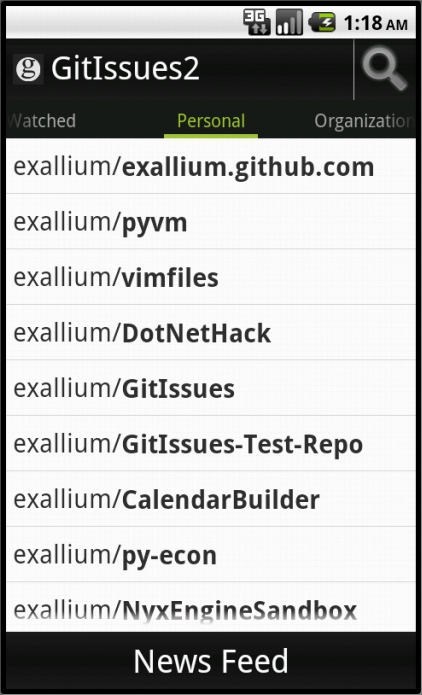 3G 1:18 AM
g GitIssues2
Watched Personal Organization
exallium/exallium.github.com
exallium/pyvm
exallium/vimfiles
exallium/DotNetHack
exallium/GitIssues
exallium/GitIssues-Test-Repo
exallium/CalendarBuilder
exallium/py-econ
exallium/NyxEngineSandbox
News Feed